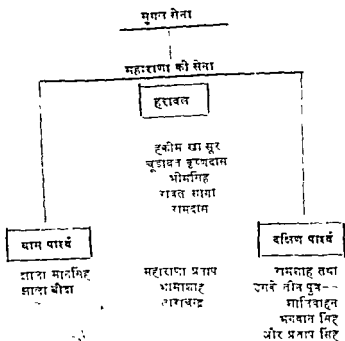 मुगल सेना
महाराणा की सेना
हरावल
हकीम खा सूर
चूडावत कृष्णदास
भीमसिंह
रावत सागा
रामदास
वाम पार्श्व
दक्षिण पार्श्व
झाला मानसिंह
झाला बीदा
महाराणा प्रताप
भामाशाह
ताराचन्द्र
रामशाह तथा
उनके तीन पुत्र--
शालिवाहन
भगवान सिंह
और प्रताप सिंह